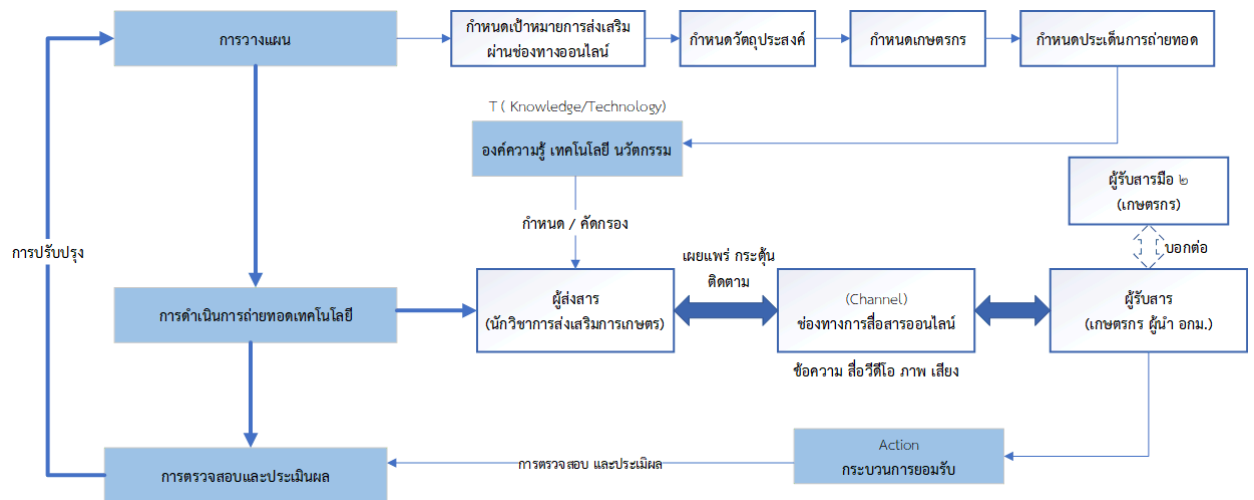 การวางแผน
กำหนดเป้าหมายการส่งเสริม
ผ่านช่องทางออนไลน์
กำหนดวัตถุประสงค์
กำหนดเกษตรกร
กำหนดประเด็นการถ่ายทอด
T ( Knowledge/Technology)
องค์ความรู้ เทคโนโลยี นวัตกรรม
ผู้รับสารมือ ๒
(เกษตรกร)
กำหนด / คัดกรอง
บอกต่อ
การปรับปรุง
เผยแพร่ กระตุ้น
ติดตาม
การดำเนินการถ่ายทอดเทคโนโลยี
ผู้ส่งสาร
(นักวิชาการส่งเสริมการเกษตร)
(Channel)
ช่องทางการสื่อสารออนไลน์
ผู้รับสาร
(เกษตรกร ผู้นำ อกม.)
ข้อความ สื่อวีดีโอ ภาพ เสียง
Action
กระบวนการยอมรับ
การตรวจสอบ และประเมิผล
การตรวจสอบและประเมินผล